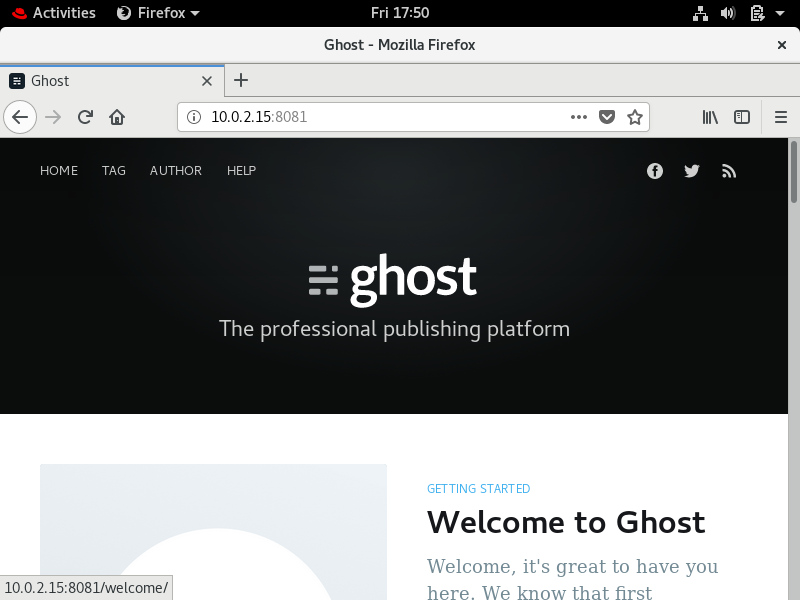 Activities Firefox Fri 17:50
Ghost - Mozilla Firefox
Ghost
10.0.2.15:8081
HOME TAG AUTHOR HELP
ghost
The professional publishing platform
GETTING STARTED
Welcome to Ghost
Welcome, it's great to have you
here. We know that first
10.0.2.15:8081/welcome/